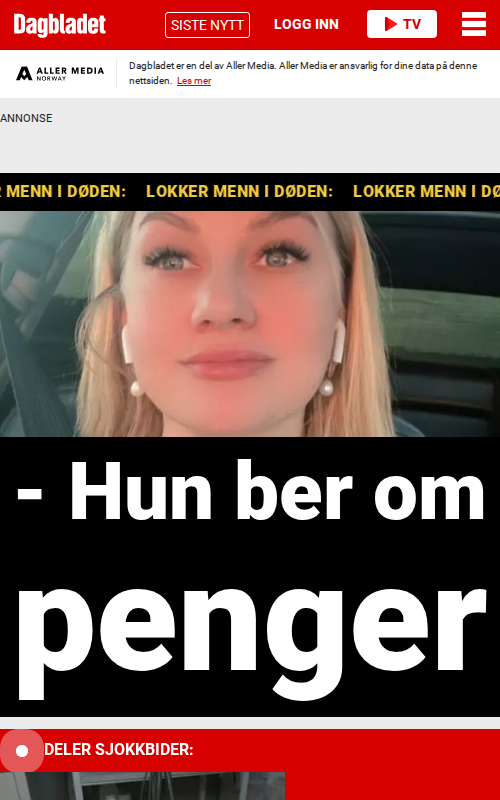 Dagbladet
SISTE NYTT
LOGG INN
TV
ALLER MEDIA
NORWAY
Dagbladet er en del av Aller Media. Aller Media er ansvarlig for dine data på denne
nettsiden. Les mer
ANNONSE
R MENN I DØDEN: LOKKER MENN I DØDEN: LOKKER MENN I DØ
- Hun ber om
penger
DELER SJOKKBIDER: